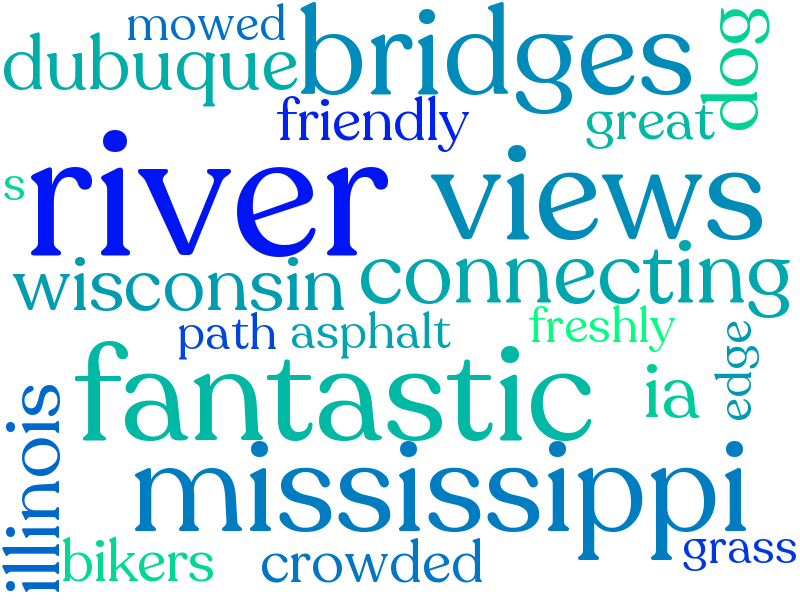 mowed
dubuque
bridges
dog
friendly
great
s
river
views
wisconsin
connecting
path
asphalt
freshly
edge
fantastic
ia
illinois
mississippi
bikers
crowded
grass